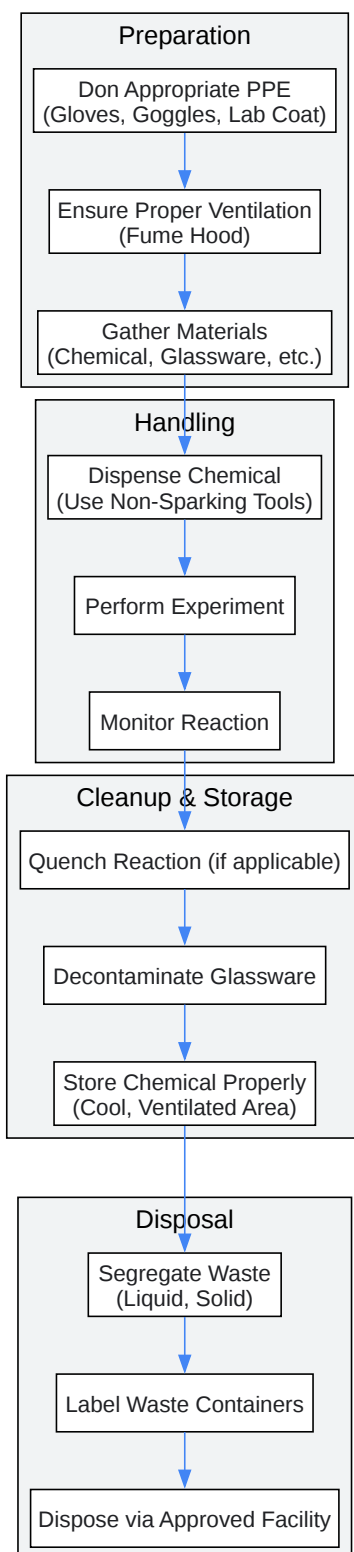 Preparation
Don Appropriate PPE
(Gloves, Goggles, Lab Coat)
Ensure Proper Ventilation
(Fume Hood)
Gather Materials
(Chemical, Glassware, etc.)
Handling
Dispense Chemical
(Use Non-Sparking Tools)
Perform Experiment
Monitor Reaction
Cleanup & Storage
Quench Reaction (if applicable)
Decontaminate Glassware
Store Chemical Properly
(Cool, Ventilated Area)
Disposal
Segregate Waste
(Liquid, Solid)
Label Waste Containers
Dispose via Approved Facility